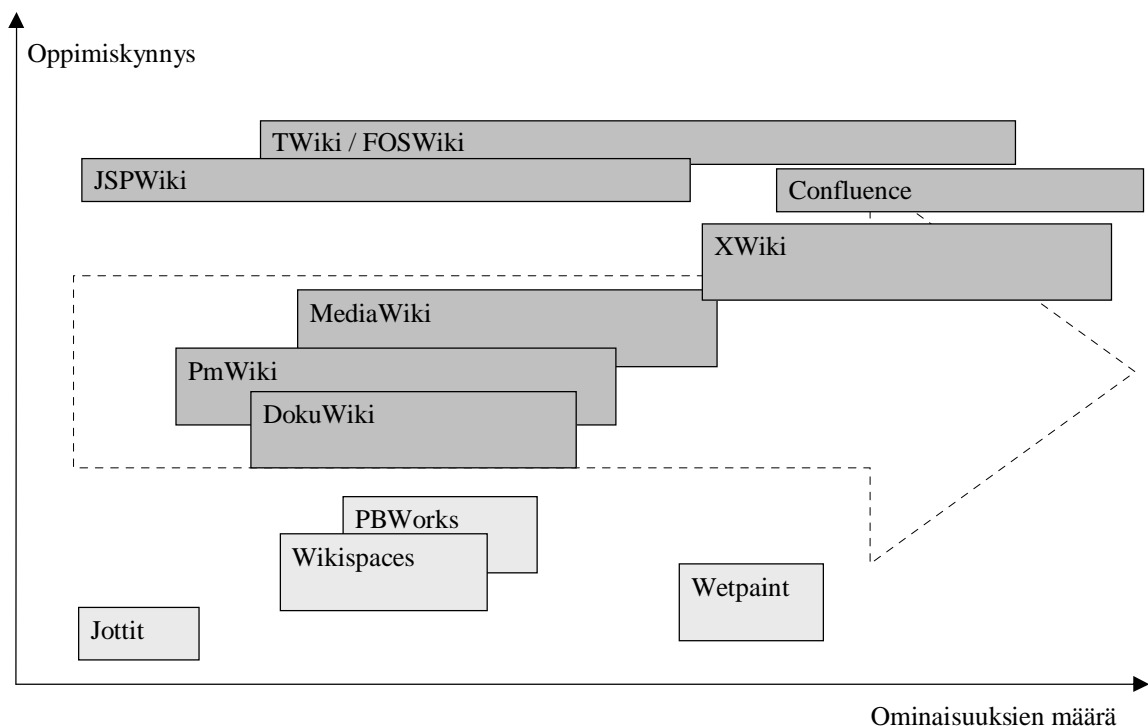 Oppimiskynnys
TWiki / FOSWiki
JSPWiki
Confluence
XWiki
MediaWiki
PmWiki
DokuWiki
PBWorks
Wikispaces
Wetpaint
Jottit
Ominaisuuksien määrä